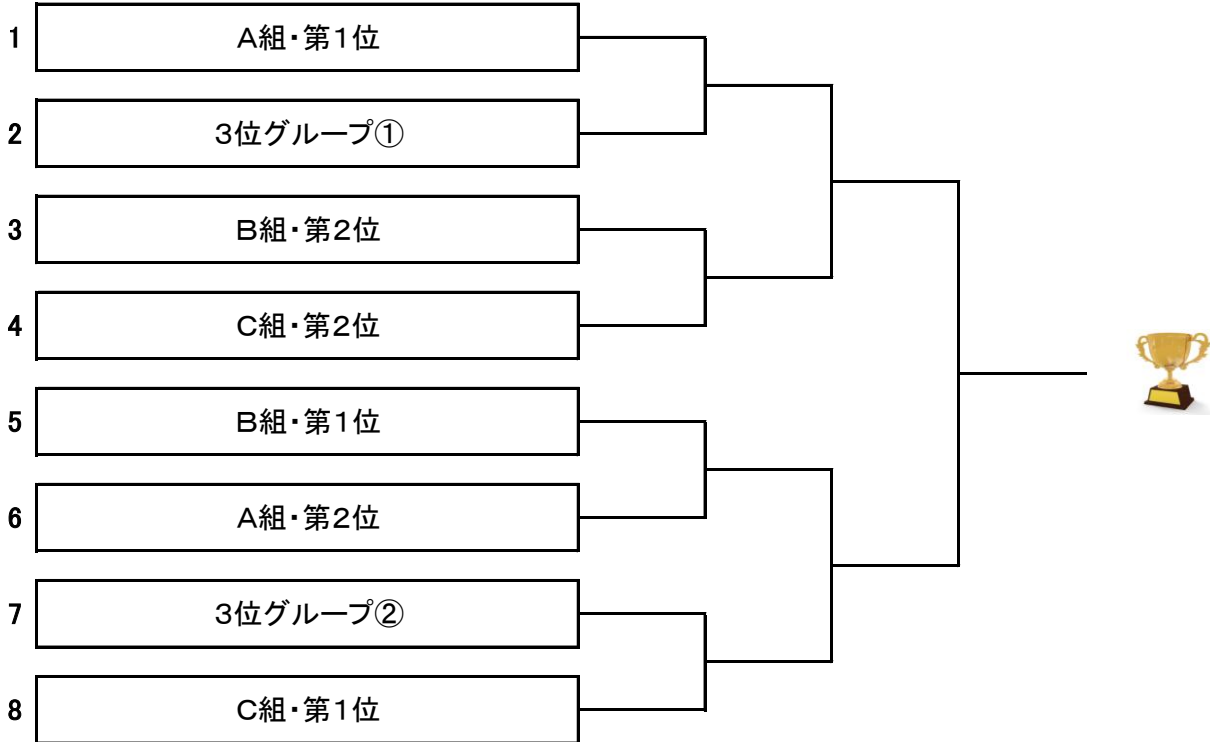 1 A組・第1位
2 3位グループ①
3 B組・第2位
4 C組・第2位
5 B組・第1位
6 A組・第2位
7 3位グループ②
8 C組・第1位